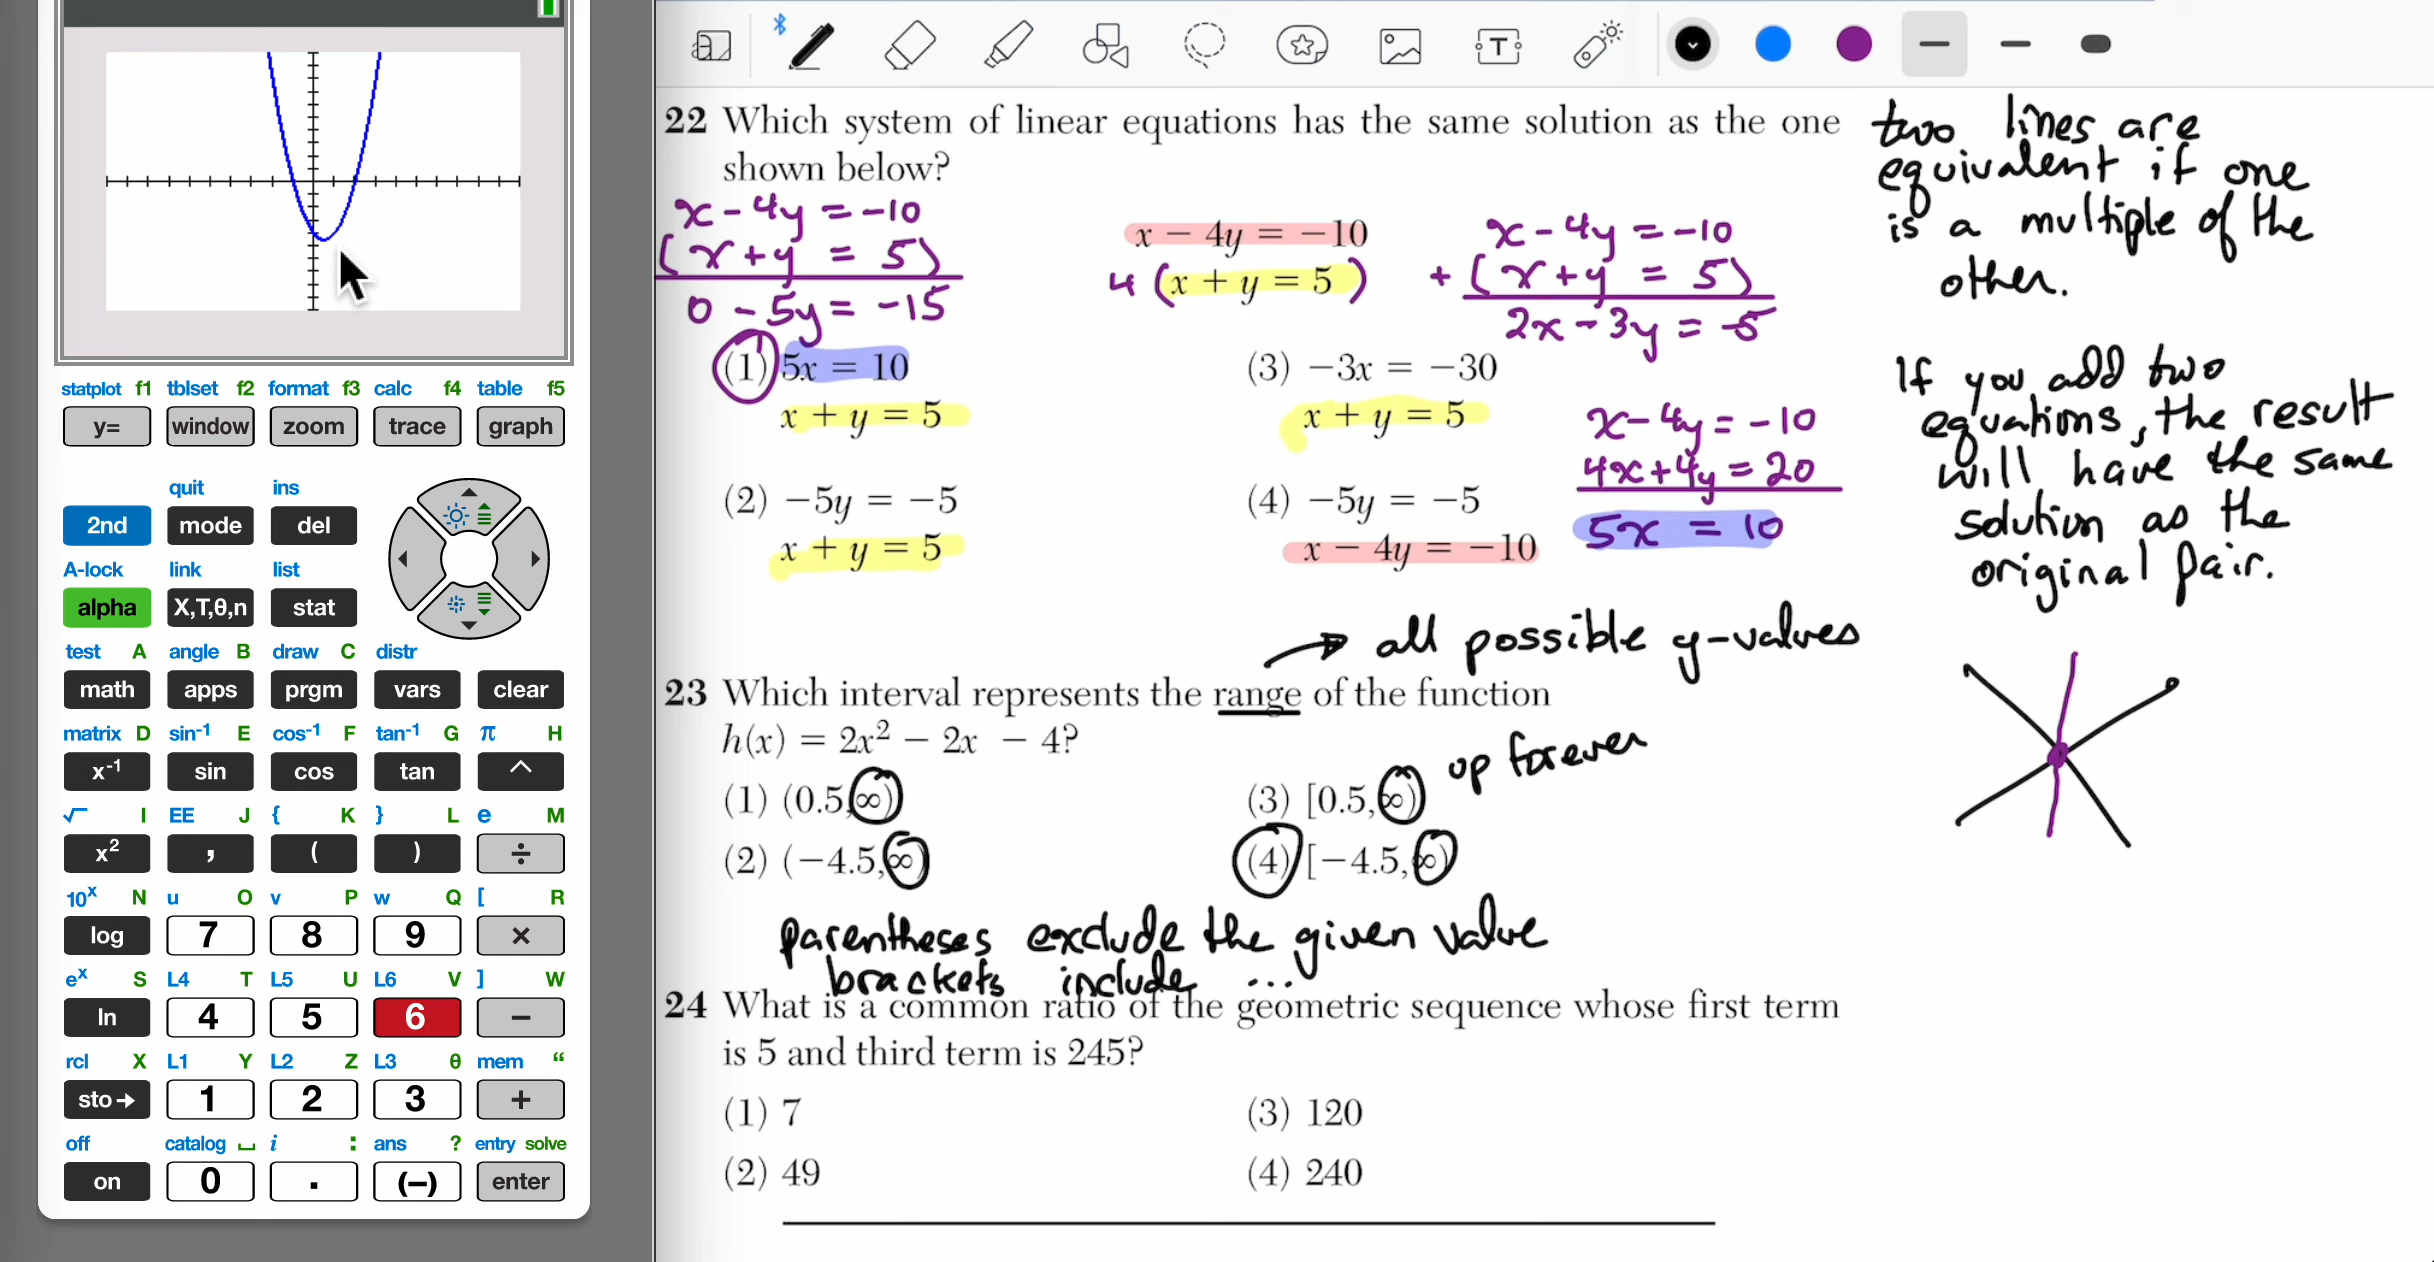 statplot f1 tblset f2 format f3 calc f4 table f5
y= window zoom trace graph
quit ins
2nd mode del
A-lock link list
alpha X,T,θ,n stat
test A angle B draw C distr
math apps prgm vars clear
matrix D sin-1 E cos-1 F tan-1 G π H
x-1 sin cos tan ^
√ I EE J { K } L e M
x² , ( ) ÷
10ˣ N u O v P w Q [ R
log 7 8 9 ×
eˣ S L4 T L5 U L6 V ] W
ln 4 5 6 −
rcl X L1 Y L2 Z L3 θ mem “
sto→ 1 2 3 +
off catalog ⎵ i : ans ? entry solve
on 0 . (−) enter
T
22 Which system of linear equations has the same solution as the one
shown below?
x - 4y = -10
(x + y = 5)
0 - 5y = -15
x − 4y = −10
4 (x + y = 5)
x - 4y = -10
+ (x + y = 5)
2x - 3y = -5
(1) 5x = 10
x + y = 5
(3) −3x = −30
x + y = 5
(2) −5y = −5
x + y = 5
(4) −5y = −5
x − 4y = −10
x - 4y = -10
4x + 4y = 20
5x = 10
two lines are
equivalent if one
is a multiple of the
other.
If you add two
equations, the result
will have the same
solution as the
original pair.
all possible y-values
23 Which interval represents the range of the function
h(x) = 2x² − 2x − 4?
(1) (0.5,∞)
(3) [0.5,∞)
up forever
(2) (−4.5,∞)
(4) [−4.5,∞)
parentheses exclude the given value
brackets include ...
24 What is a common ratio of the geometric sequence whose first term
is 5 and third term is 245?
(1) 7
(3) 120
(2) 49
(4) 240